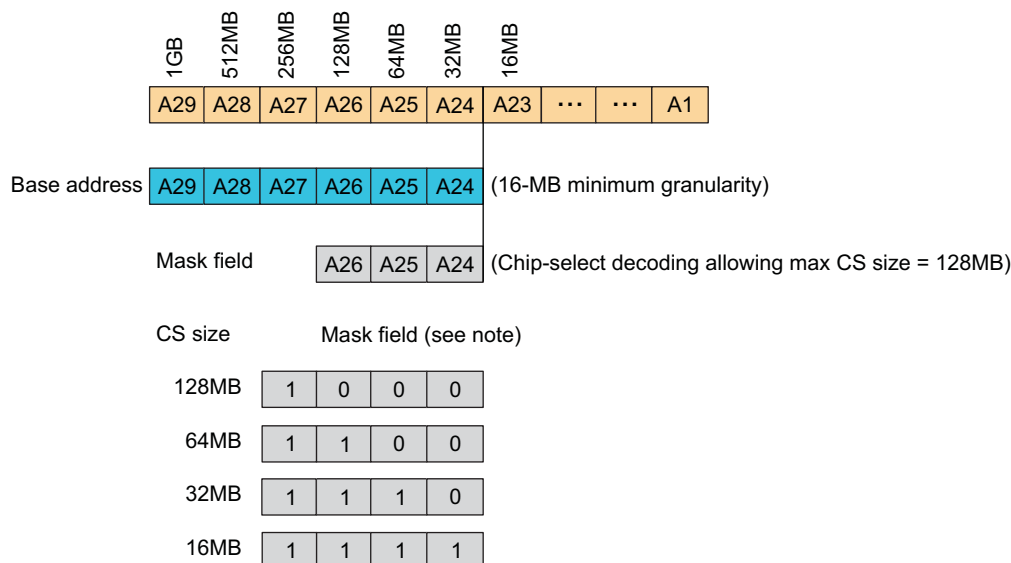 1GB 512MB 256MB 128MB 64MB 32MB 16MB
A29 A28 A27 A26 A25 A24 A23 ... ... A1
Base address A29 A28 A27 A26 A25 A24 (16-MB minimum granularity)
Mask field A26 A25 A24 (Chip-select decoding allowing max CS size = 128MB)
CS size Mask field (see note)
128MB 1 0 0 0
64MB 1 1 0 0
32MB 1 1 1 0
16MB 1 1 1 1